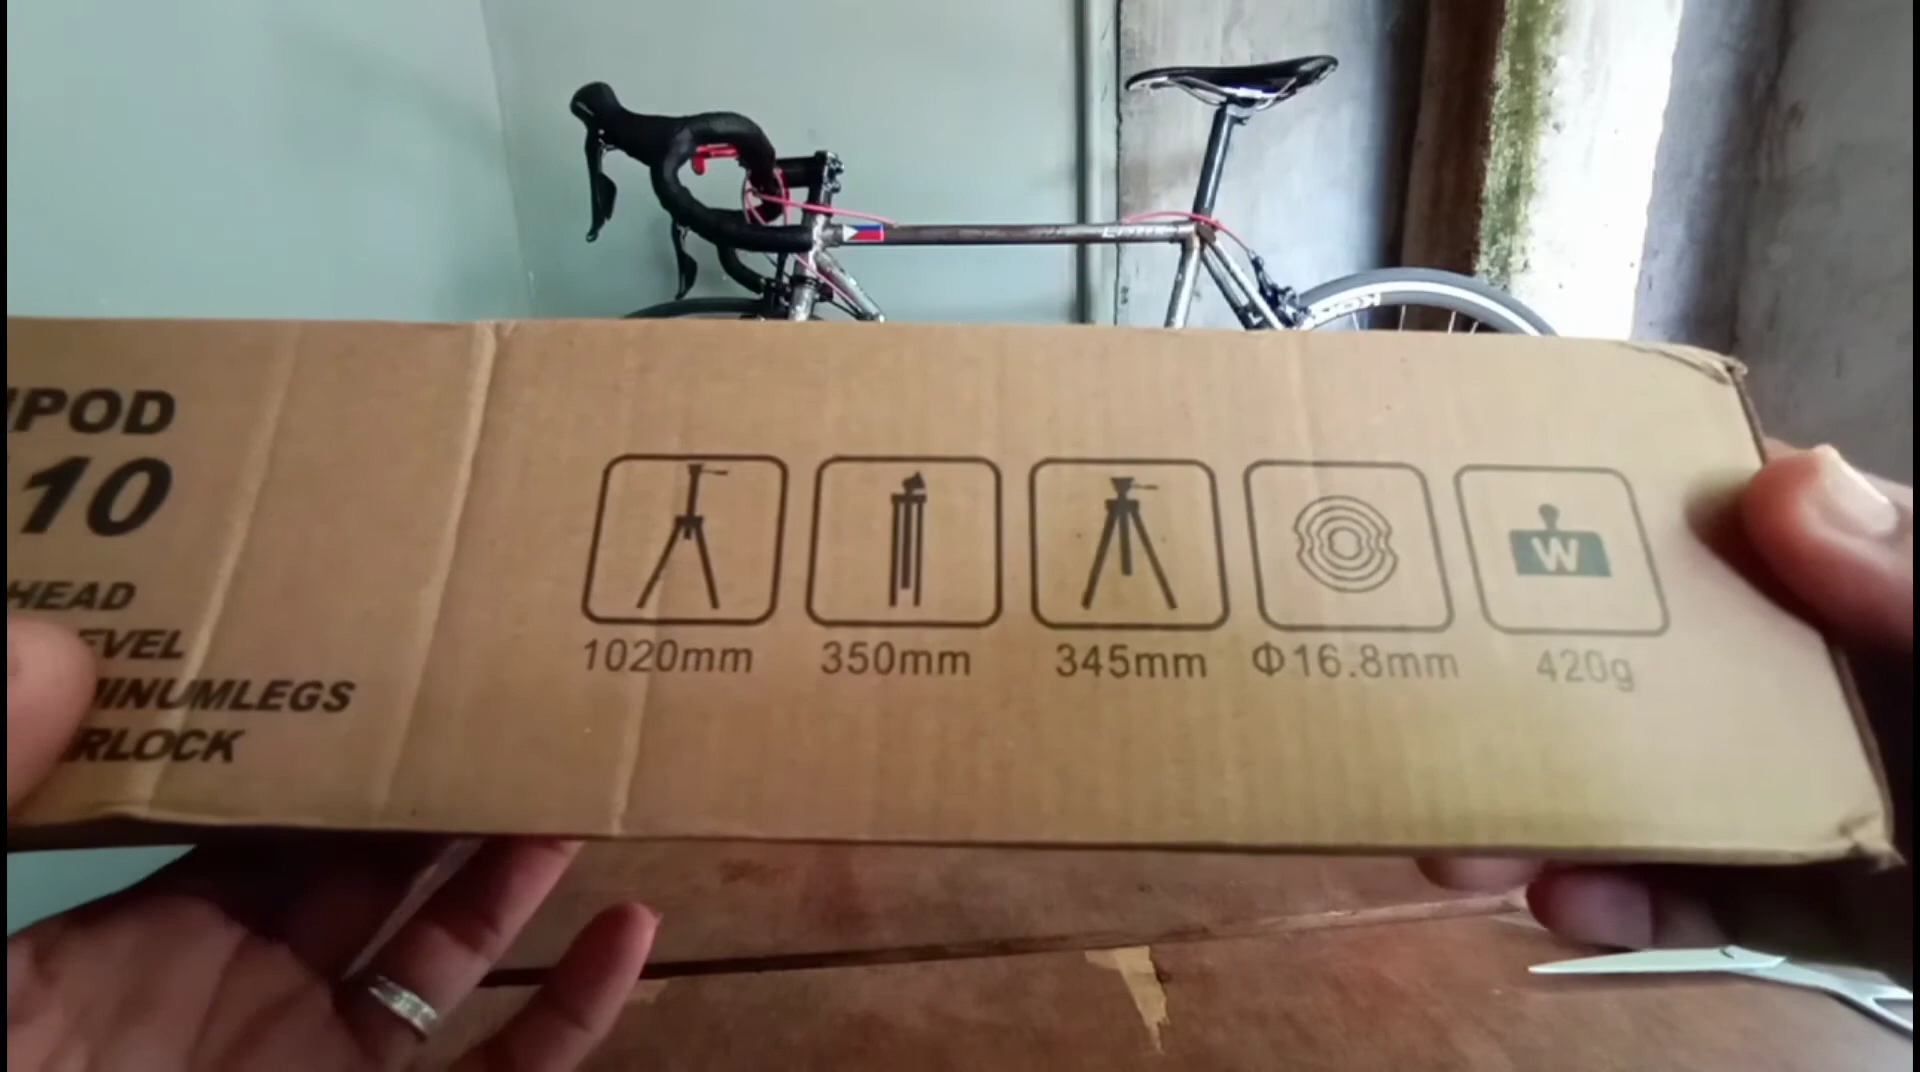 IPOD
10
HEAD
EVEL
MINUMLEGS
RLOCK
W
1020mm 350mm 345mm Φ16.8mm 420g